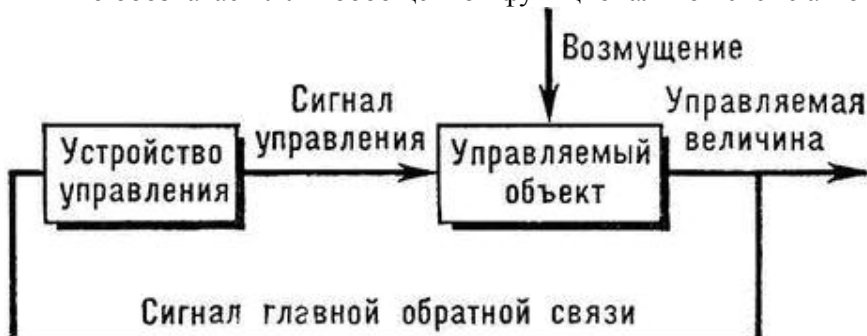 Возмущение
Сигнал
управления
Управляемая
величина
Устройство
управления
Управляемый
объект
Сигнал главной обратной связи